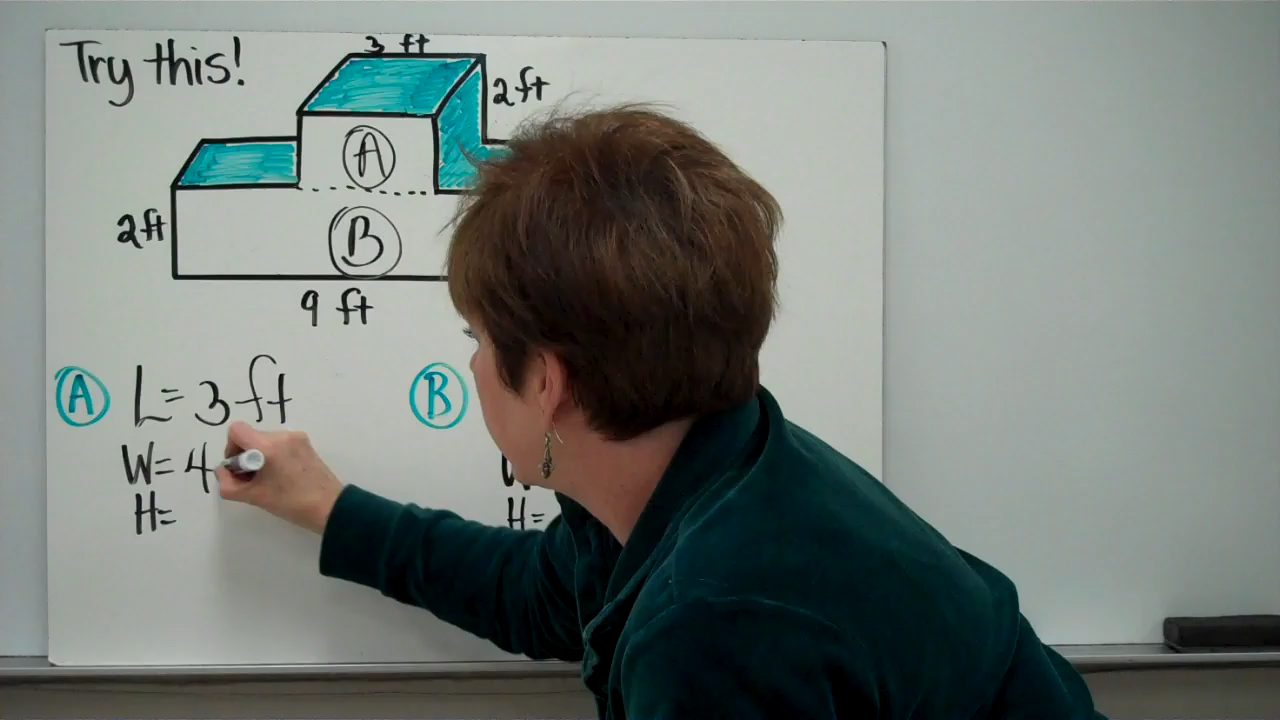 Try this!
3 ft
2 ft
A
2 ft
B
9 ft
A L = 3 ft
B
W = 4
H =
H =